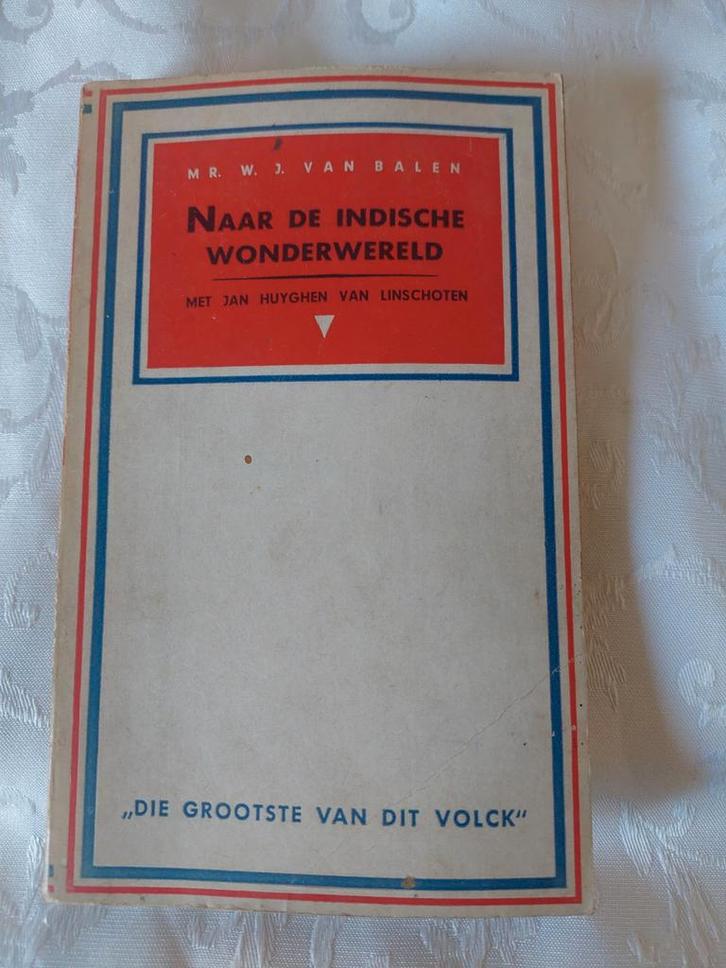 MR. W. J. VAN BALEN
NAAR DE INDISCHE
WONDERWERELD
MET JAN HUYGHEN VAN LINSCHOTEN
„DIE GROOTSTE VAN DIT VOLCK“